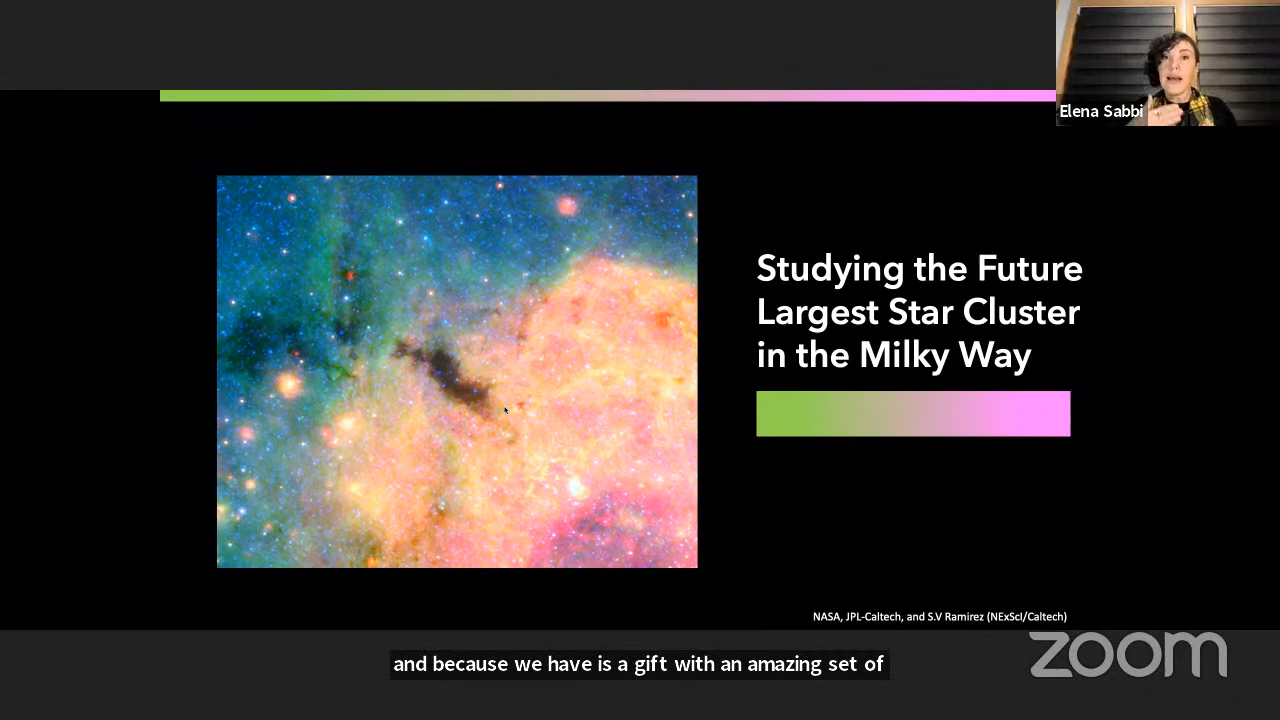 Elena Sabbi
Studying the Future
Largest Star Cluster
in the Milky Way
NASA, JPL-Caltech, and S.V Ramirez (NExScI/Caltech)
zoom
and because we have is a gift with an amazing set of